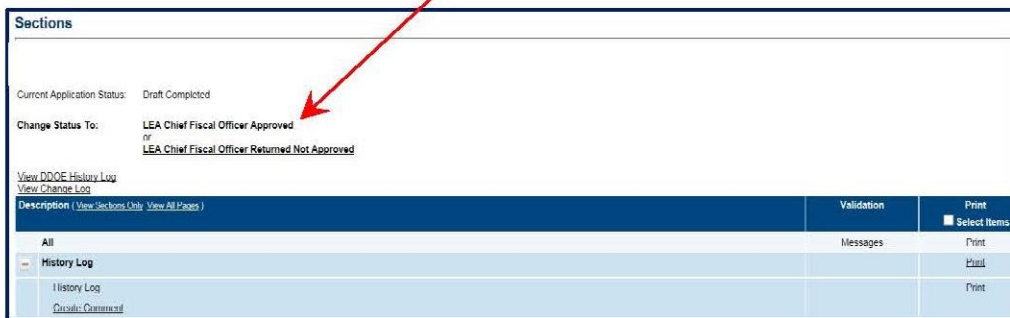 Sections
Current Application Status: Draft Completed
Change Status To: LEA Chief Fiscal Officer Approved
or
LEA Chief Fiscal Officer Returned Not Approved
View DDOE History Log
View Change Log
Description ( View Sections Only View All Pages ) Validation Print
Select Items
All Messages Print
History Log Print
History Log Print
Create Comment